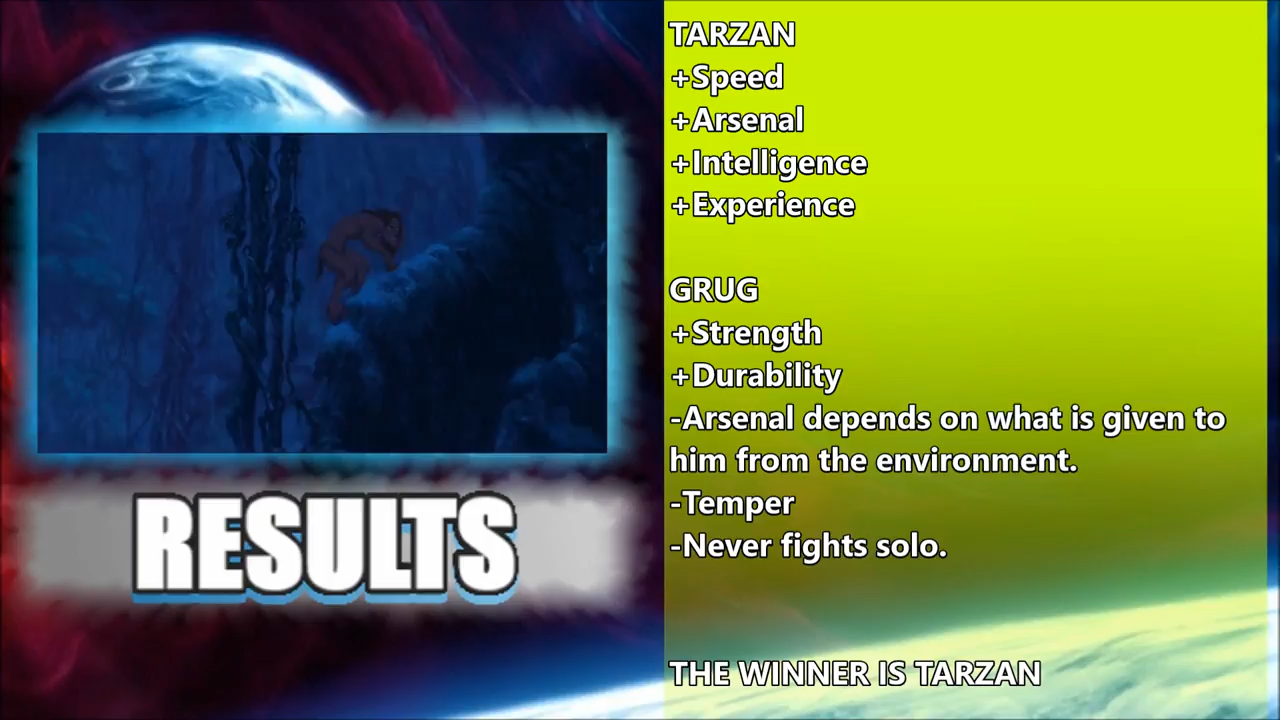 TARZAN
+Speed
+Arsenal
+Intelligence
+Experience
GRUG
+Strength
+Durability
-Arsenal depends on what is given to
him from the environment.
-Temper
-Never fights solo.
RESULTS
THE WINNER IS TARZAN